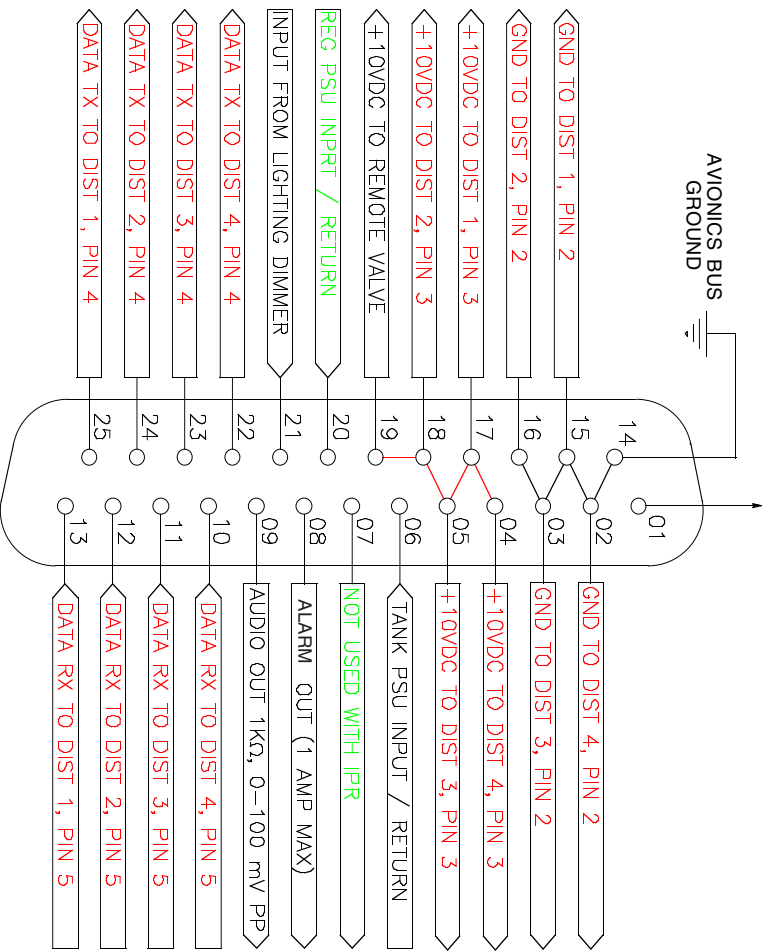 AVIONICS BUS
GROUND
GND TO DIST 1, PIN 2
GND TO DIST 2, PIN 2
+10VDC TO DIST 1, PIN 3
+10VDC TO DIST 2, PIN 3
+10VDC TO REMOTE VALVE
REG PSU INPRT / RETURN
INPUT FROM LIGHTING DIMMER
DATA TX TO DIST 4, PIN 4
DATA TX TO DIST 3, PIN 4
DATA TX TO DIST 2, PIN 4
DATA TX TO DIST 1, PIN 4
14
15
16
17
18
19
20
21
22
23
24
25
01
02
03
04
05
06
07
08
09
10
11
12
13
GND TO DIST 4, PIN 2
GND TO DIST 3, PIN 2
+10VDC TO DIST 4, PIN 3
+10VDC TO DIST 3, PIN 3
TANK PSU INPUT / RETURN
NOT USED WITH IPR
ALARM OUT (1 AMP MAX)
AUDIO OUT 1KΩ, 0-100 mV PP
DATA RX TO DIST 4, PIN 5
DATA RX TO DIST 3, PIN 5
DATA RX TO DIST 2, PIN 5
DATA RX TO DIST 1, PIN 5